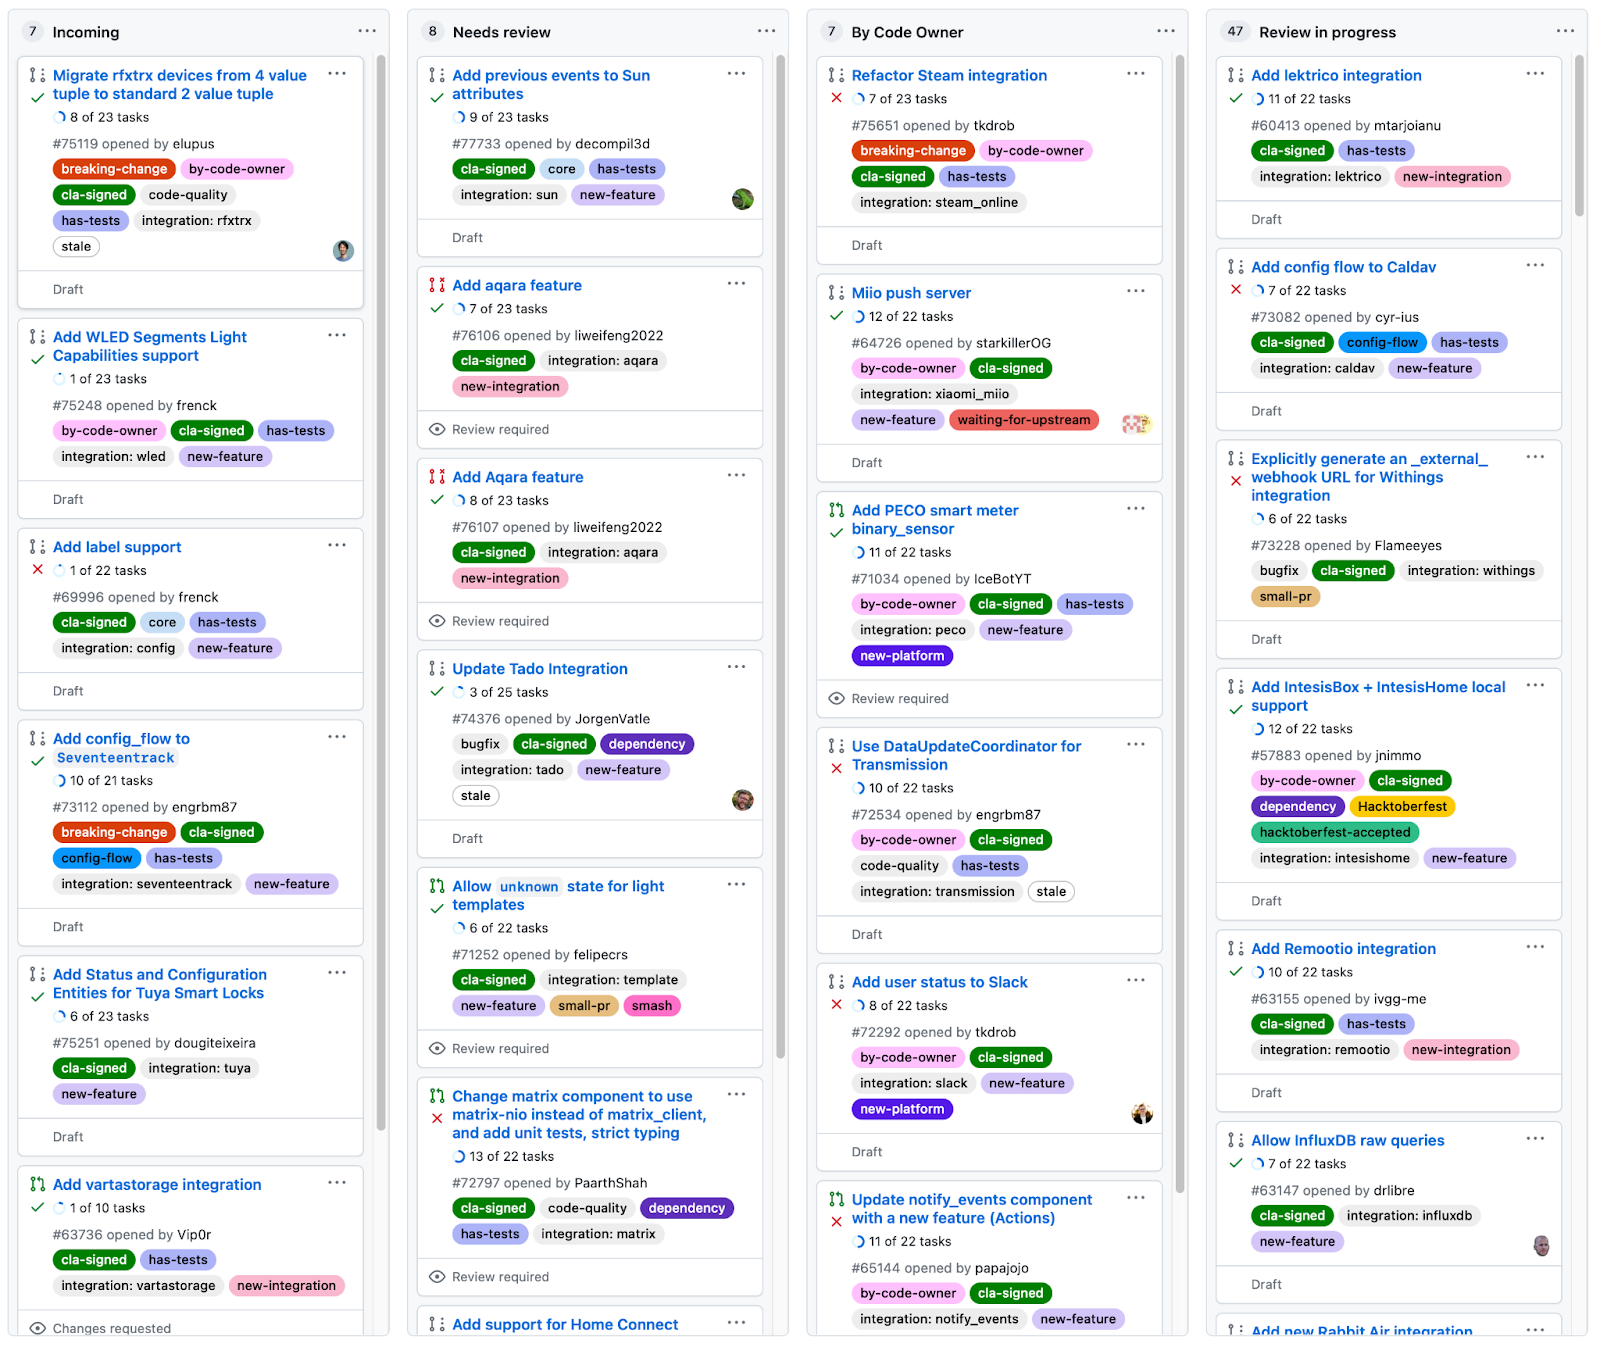 7 Incoming
Migrate rfxtrx devices from 4 value
tuple to standard 2 value tuple
8 of 23 tasks
#75119 opened by elupus
breaking-change by-code-owner
cla-signed code-quality
has-tests integration: rfxtrx
stale
Draft
Add WLED Segments Light
Capabilities support
1 of 23 tasks
#75248 opened by frenck
by-code-owner cla-signed has-tests
integration: wled new-feature
Draft
Add label support
1 of 22 tasks
#69996 opened by frenck
cla-signed core has-tests
integration: config new-feature
Draft
Add config_flow to
Seventeentrack
10 of 21 tasks
#73112 opened by engrbm87
breaking-change cla-signed
config-flow has-tests
integration: seventeentrack new-feature
Draft
Add Status and Configuration
Entities for Tuya Smart Locks
6 of 23 tasks
#75251 opened by dougiteixeira
cla-signed integration: tuya
new-feature
Draft
Add vartastorage integration
1 of 10 tasks
#63736 opened by Vip0r
cla-signed has-tests
integration: vartastorage new-integration
Changes requested
8 Needs review
Add previous events to Sun
attributes
9 of 23 tasks
#77733 opened by decompil3d
cla-signed core has-tests
integration: sun new-feature
Draft
Add aqara feature
7 of 23 tasks
#76106 opened by liweifeng2022
cla-signed integration: aqara
new-integration
Review required
Add Aqara feature
8 of 23 tasks
#76107 opened by liweifeng2022
cla-signed integration: aqara
new-integration
Review required
Update Tado Integration
3 of 25 tasks
#74376 opened by JorgenVatle
bugfix cla-signed dependency
integration: tado new-feature
stale
Draft
Allow unknown state for light
templates
6 of 22 tasks
#71252 opened by felipecrs
cla-signed integration: template
new-feature small-pr smash
Review required
Change matrix component to use
matrix-nio instead of matrix_client,
and add unit tests, strict typing
13 of 22 tasks
#72797 opened by PaarthShah
cla-signed code-quality dependency
has-tests integration: matrix
Review required
Add support for Home Connect
7 By Code Owner
Refactor Steam integration
7 of 23 tasks
#75651 opened by tkdrob
breaking-change by-code-owner
cla-signed has-tests
integration: steam_online
Draft
Miio push server
12 of 22 tasks
#64726 opened by starkillerOG
by-code-owner cla-signed
integration: xiaomi_miio
new-feature waiting-for-upstream
Draft
Add PECO smart meter
binary_sensor
11 of 22 tasks
#71034 opened by IceBotYT
by-code-owner cla-signed has-tests
integration: peco new-feature
new-platform
Review required
Use DataUpdateCoordinator for
Transmission
10 of 22 tasks
#72534 opened by engrbm87
by-code-owner cla-signed
code-quality has-tests
integration: transmission stale
Draft
Add user status to Slack
8 of 22 tasks
#72292 opened by tkdrob
by-code-owner cla-signed
integration: slack new-feature
new-platform
Draft
Update notify_events component
with a new feature (Actions)
11 of 22 tasks
#65144 opened by papajojo
by-code-owner cla-signed
integration: notify_events new-feature
47 Review in progress
Add lektrico integration
11 of 22 tasks
#60413 opened by mtarjoianu
cla-signed has-tests
integration: lektrico new-integration
Draft
Add config flow to Caldav
7 of 22 tasks
#73082 opened by cyr-ius
cla-signed config-flow has-tests
integration: caldav new-feature
Draft
Explicitly generate an _external_
webhook URL for Withings
integration
6 of 22 tasks
#73228 opened by Flameeyes
bugfix cla-signed integration: withings
small-pr
Draft
Add IntesisBox + IntesisHome local
support
12 of 22 tasks
#57883 opened by jnimmo
by-code-owner cla-signed
dependency Hacktoberfest
hacktoberfest-accepted
integration: intesishome new-feature
Draft
Add Remootio integration
10 of 22 tasks
#63155 opened by ivgg-me
cla-signed has-tests
integration: remootio new-integration
Draft
Allow InfluxDB raw queries
7 of 22 tasks
#63147 opened by drlibre
cla-signed integration: influxdb
new-feature
Draft
Add new Rabbit Air integration